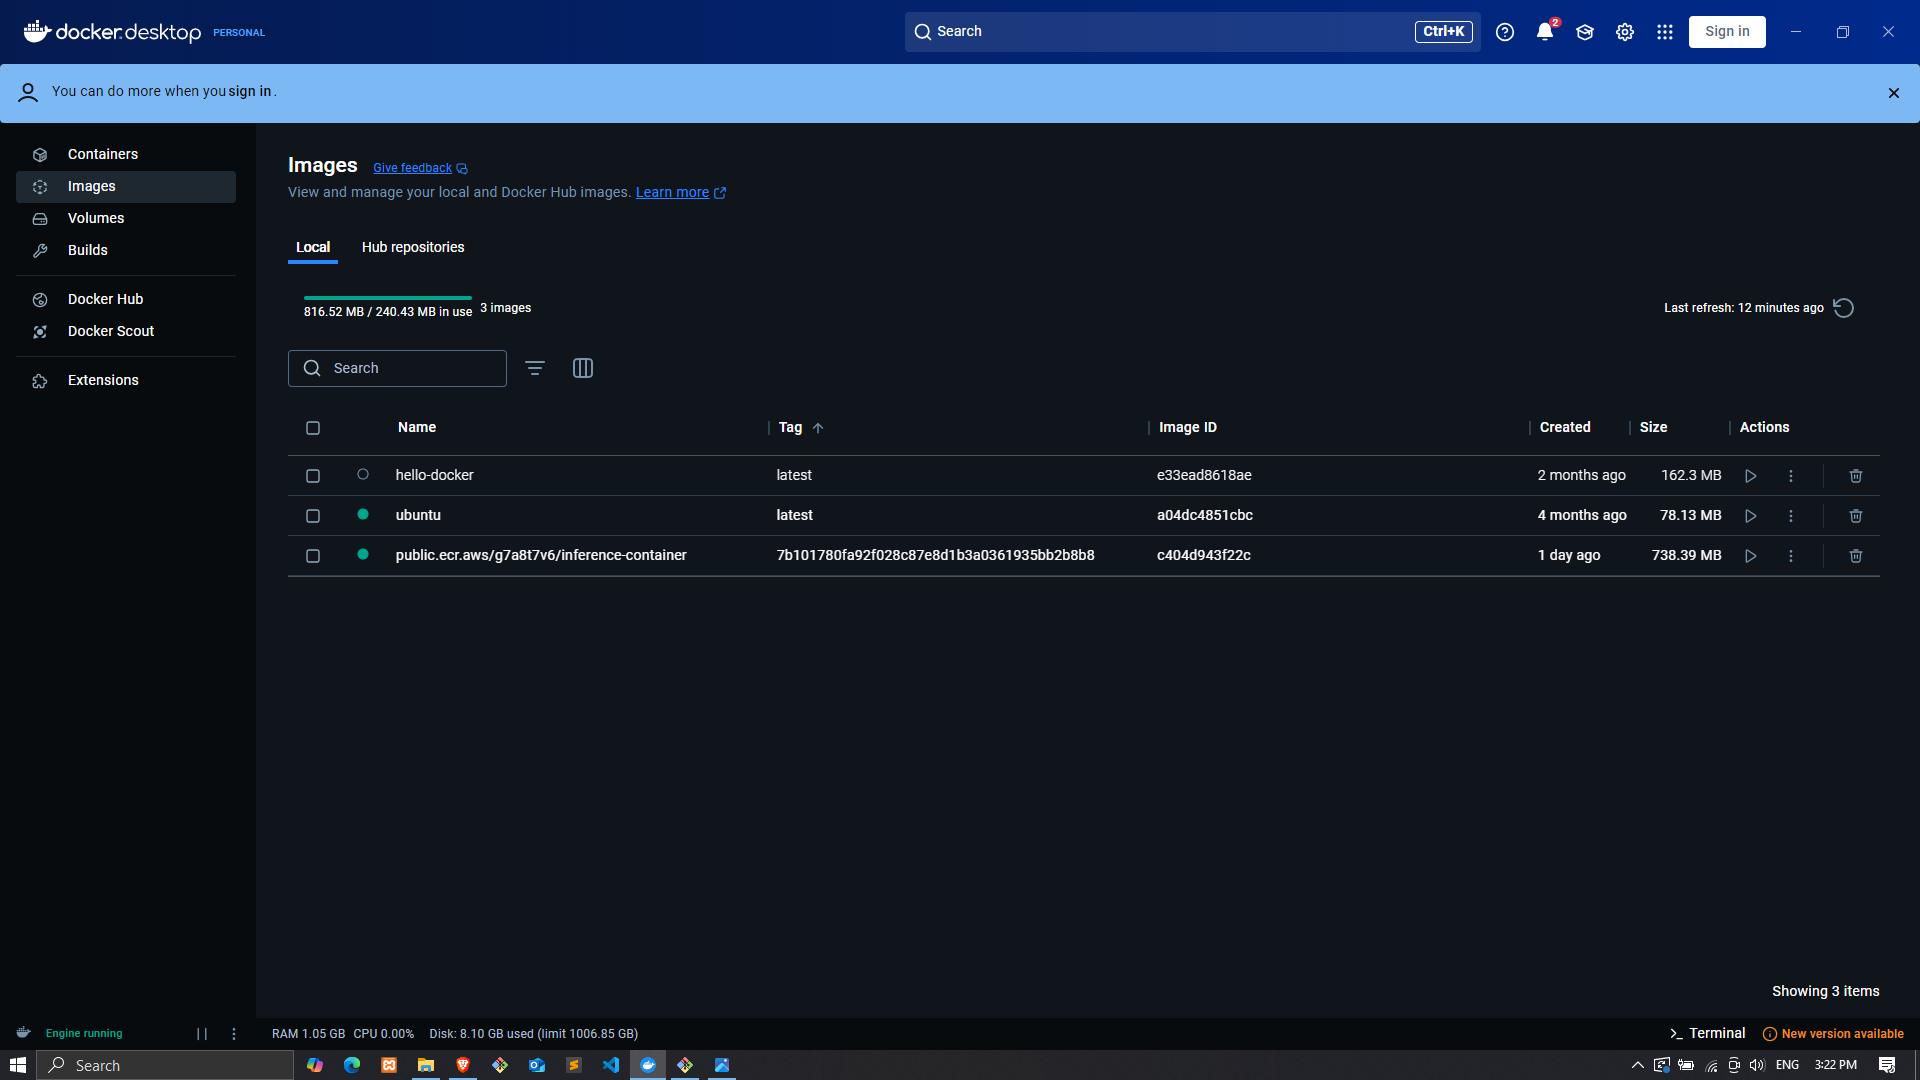 docker.desktop PERSONAL
Search Ctrl+K
2
Sign in
You can do more when you sign in.
Containers
Images
Volumes
Builds
Docker Hub
Docker Scout
Extensions
Images Give feedback
View and manage your local and Docker Hub images. Learn more
Local Hub repositories
816.52 MB / 240.43 MB in use 3 images
Last refresh: 12 minutes ago
Search
Name Tag Image ID Created Size Actions
hello-docker latest e33ead8618ae 2 months ago 162.3 MB
ubuntu latest a04dc4851cbc 4 months ago 78.13 MB
public.ecr.aws/g7a8t7v6/inference-container 7b101780fa92f028c87e8d1b3a0361935bb2b8b8 c404d943f22c 1 day ago 738.39 MB
Showing 3 items
Engine running
RAM 1.05 GB CPU 0.00% Disk: 8.10 GB used (limit 1006.85 GB)
Terminal New version available
Search
ENG 3:22 PM